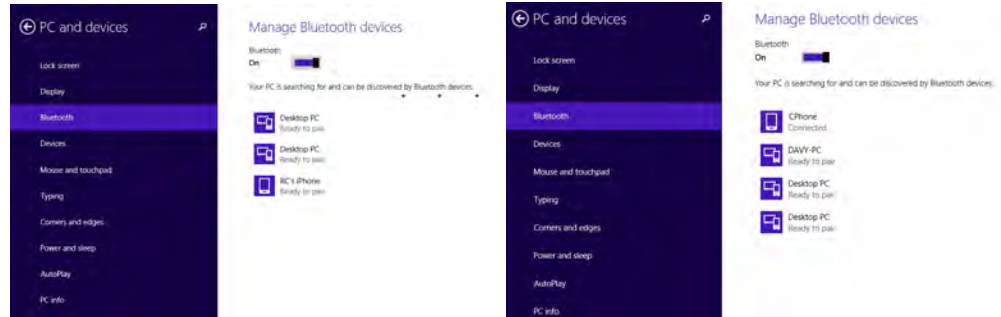 PC and devices
Lock screen
Display
Bluetooth
Devices
Mouse and touchpad
Typing
Corners and edges
Power and sleep
AutoPlay
PC info
Manage Bluetooth devices
Bluetooth
On
Your PC is searching for and can be discovered by Bluetooth devices.
Desktop PC
Ready to pair
Desktop PC
Ready to pair
RC's iPhone
Ready to pair
PC and devices
Lock screen
Display
Bluetooth
Devices
Mouse and touchpad
Typing
Corners and edges
Power and sleep
AutoPlay
PC info
Manage Bluetooth devices
Bluetooth
On
Your PC is searching for and can be discovered by Bluetooth devices.
CPhone
Connected
DAVY-PC
Ready to pair
Desktop PC
Ready to pair
Desktop PC
Ready to pair